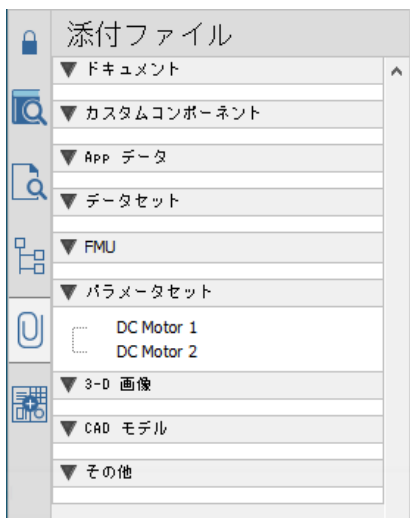 添付ファイル
▼ ドキュメント
▼ カスタムコンポーネント
▼ App データ
▼ データセット
▼ FMU
▼ パラメータセット
DC Motor 1
DC Motor 2
▼ 3-D 画像
▼ CAD モデル
▼ その他